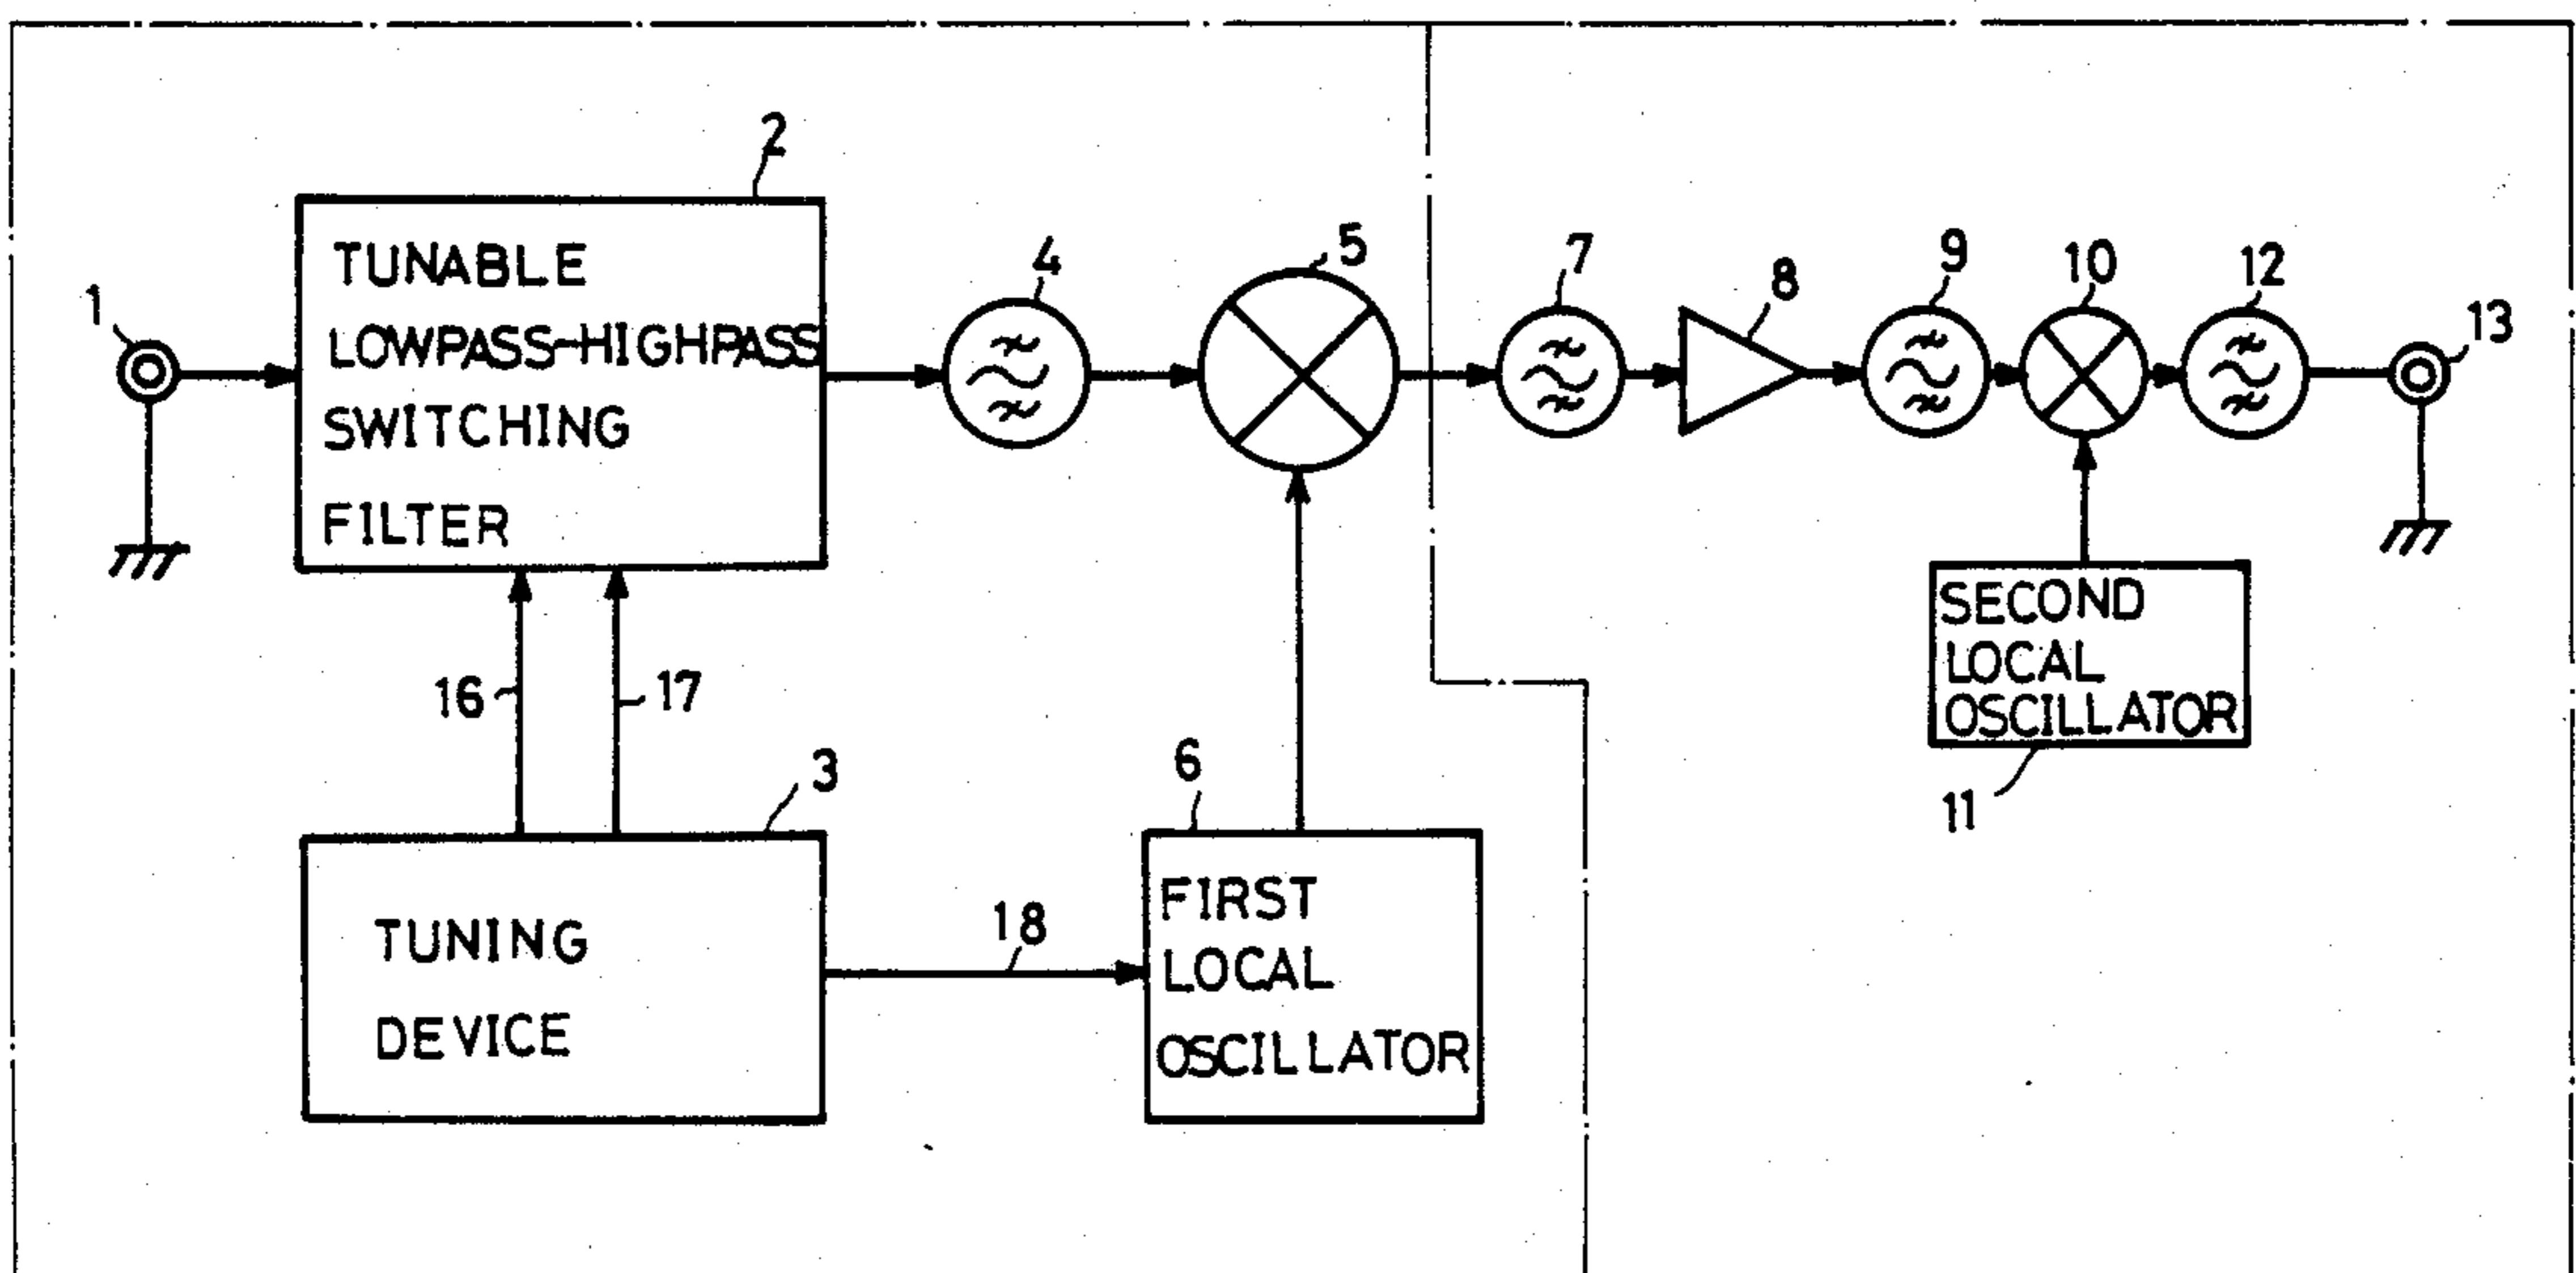 2
TUNABLE
LOWPASS-HIGHPASS
SWITCHING
FILTER
1
4
5
7
8
9
10
12
13
16
17
3
TUNING
DEVICE
18
6
FIRST
LOCAL
OSCILLATOR
SECOND
LOCAL
OSCILLATOR
11